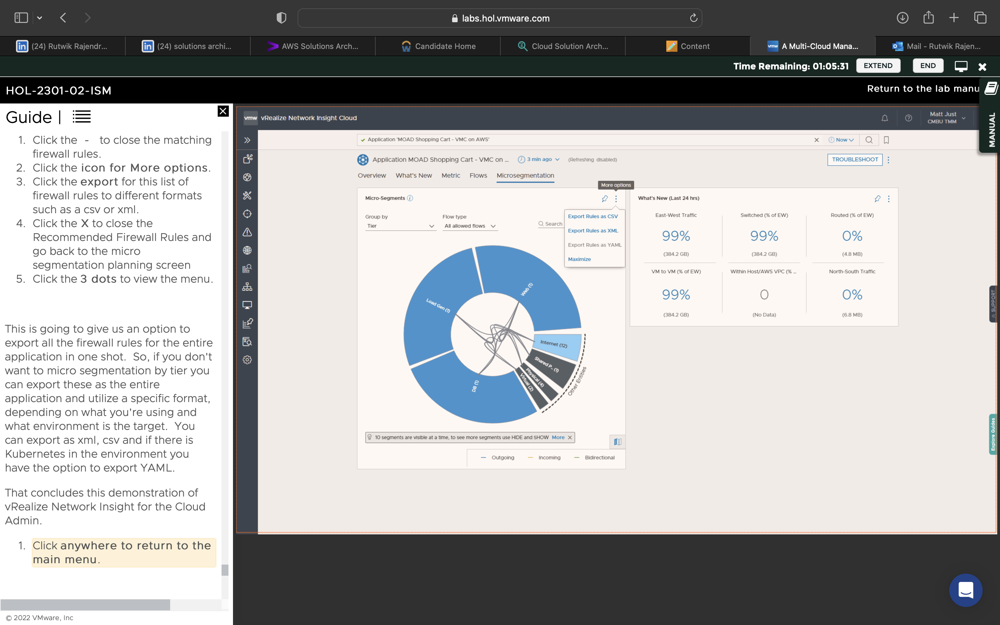 labs.hol.vmware.com
(24) Rutwik Rajendr...
(24) solutions archi...
AWS Solutions Arch...
Candidate Home
Cloud Solution Arch...
Content
vmw A Multi-Cloud Mana...
Mail - Rutwik Rajen...
Time Remaining: 01:05:31
EXTEND
END
HOL-2301-02-ISM
Return to the lab manu
MANUAL
Guide |
1. Click the - to close the matching
firewall rules.
2. Click the icon for More options.
3. Click the export for this list of
firewall rules to different formats
such as a csv or xml.
4. Click the X to close the
Recommended Firewall Rules and
go back to the micro
segmentation planning screen
5. Click the 3 dots to view the menu.
This is going to give us an option to
export all the firewall rules for the entire
application in one shot. So, if you don't
want to micro segmentation by tier you
can export these as the entire
application and utilize a specific format,
depending on what you're using and
what environment is the target. You
can export as xml, csv and if there is
Kubernetes in the environment you
have the option to export YAML.
That concludes this demonstration of
vRealize Network Insight for the Cloud
Admin.
1. Click anywhere to return to the
main menu.
© 2022 VMware, Inc
vmw vRealize Network Insight Cloud
Matt Just
CMBU TMM
Application 'MOAD Shopping Cart - VMC on AWS'
Now
Application MOAD Shopping Cart - VMC on ...
3 min ago
(Refreshing disabled)
TROUBLESHOOT
Overview
What's New
Metric
Flows
Microsegmentation
More options
Micro-Segments
Group by
Tier
Flow type
All allowed flows
Search
Export Rules as CSV
Export Rules as XML
Export Rules as YAML
Maximize
Web (1)
Load Gen (1)
DB (1)
Internet (12)
Shared P.. (1)
Physical (4)
Virtual (2)
Other Entities
10 segments are visible at a time, to see more segments use HIDE and SHOW More
Outgoing
Incoming
Bidirectional
What's New (Last 24 hrs)
East-West Traffic
99%
(384.2 GB)
Switched (% of EW)
99%
(384.2 GB)
Routed (% of EW)
0%
(4.8 MB)
VM to VM (% of EW)
99%
(384.2 GB)
Within Host/AWS VPC (% ...
0
(No Data)
North-South Traffic
0%
(6.8 MB)
SUPPORT
Explore Guides